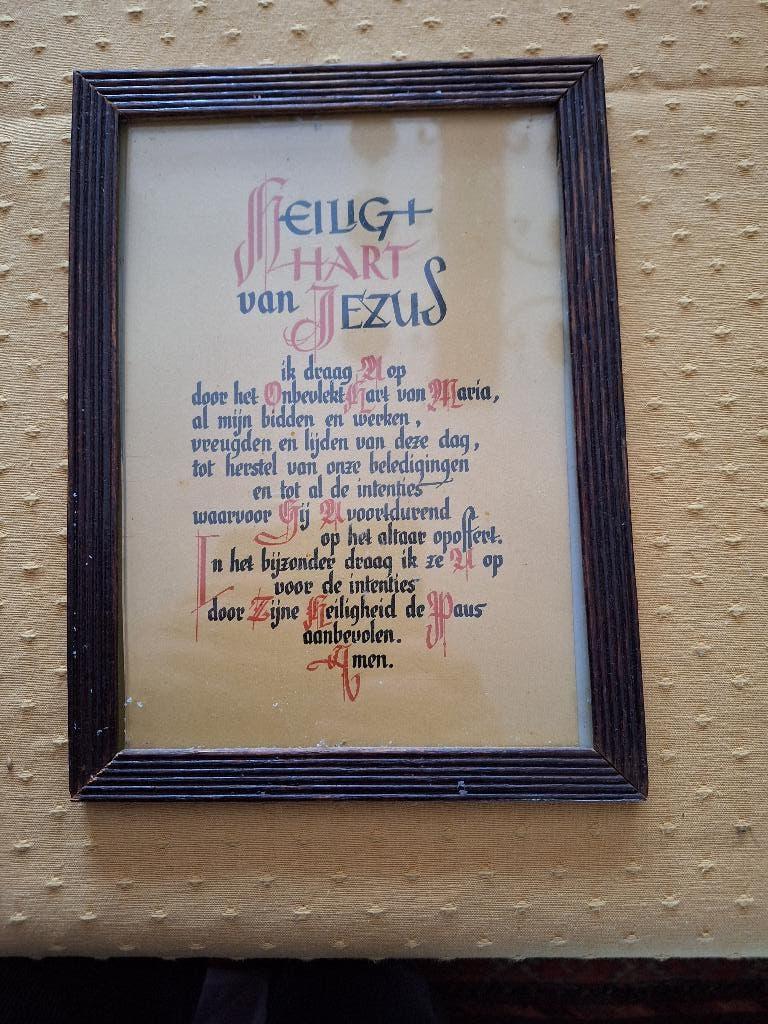 HEILIG
HART
van JEZUS
ik draag U op
door het Onbevlekt Hart van Maria,
al mijn bidden en werken,
vreugden en lijden van deze dag,
tot herstel van onze beledigingen
en tot al de intenties
waarvoor Gij U voortdurend
op het altaar opoffert.
In het bijzonder draag ik ze U op
voor de intenties
door Zijne Heiligheid de Paus
aanbevolen.
Amen.